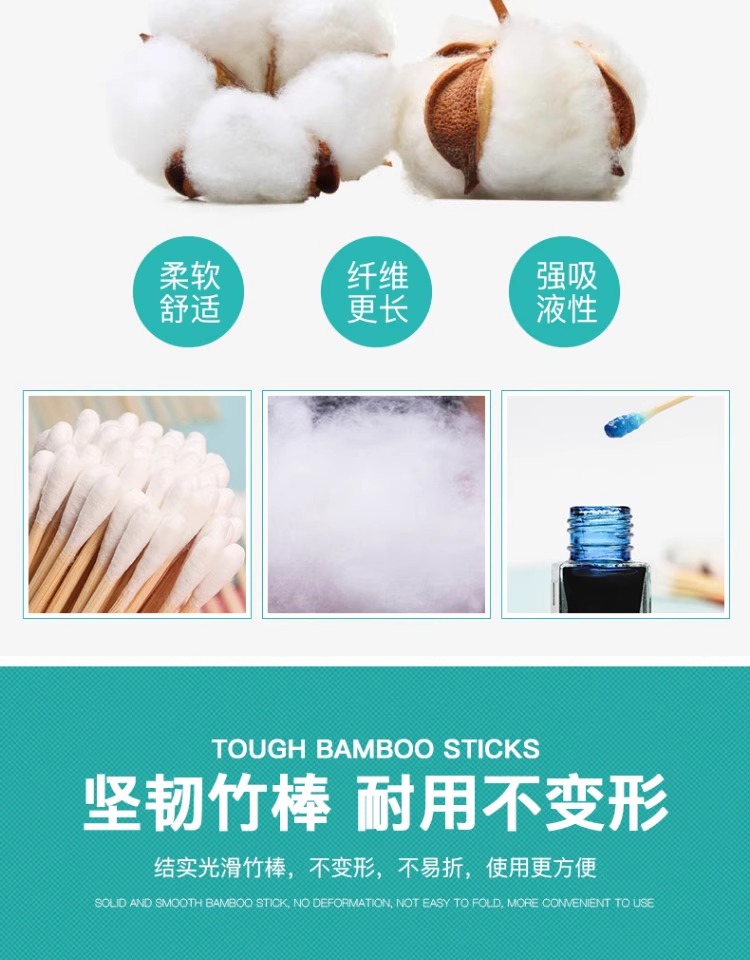 柔软
舒适
纤维
更长
强吸
液性
TOUGH BAMBOO STICKS
坚韧竹棒 耐用不变形
结实光滑竹棒，不变形，不易折，使用更方便
SOLID AND SMOOTH BAMBOO STICK, NO DEFORMATION, NOT EASY TO FOLD, MORE CONVENIENT TO USE